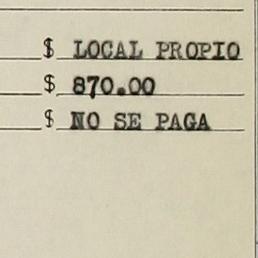 $ LOCAL PROPIO
$ 870.00
$ NO SE PAGA